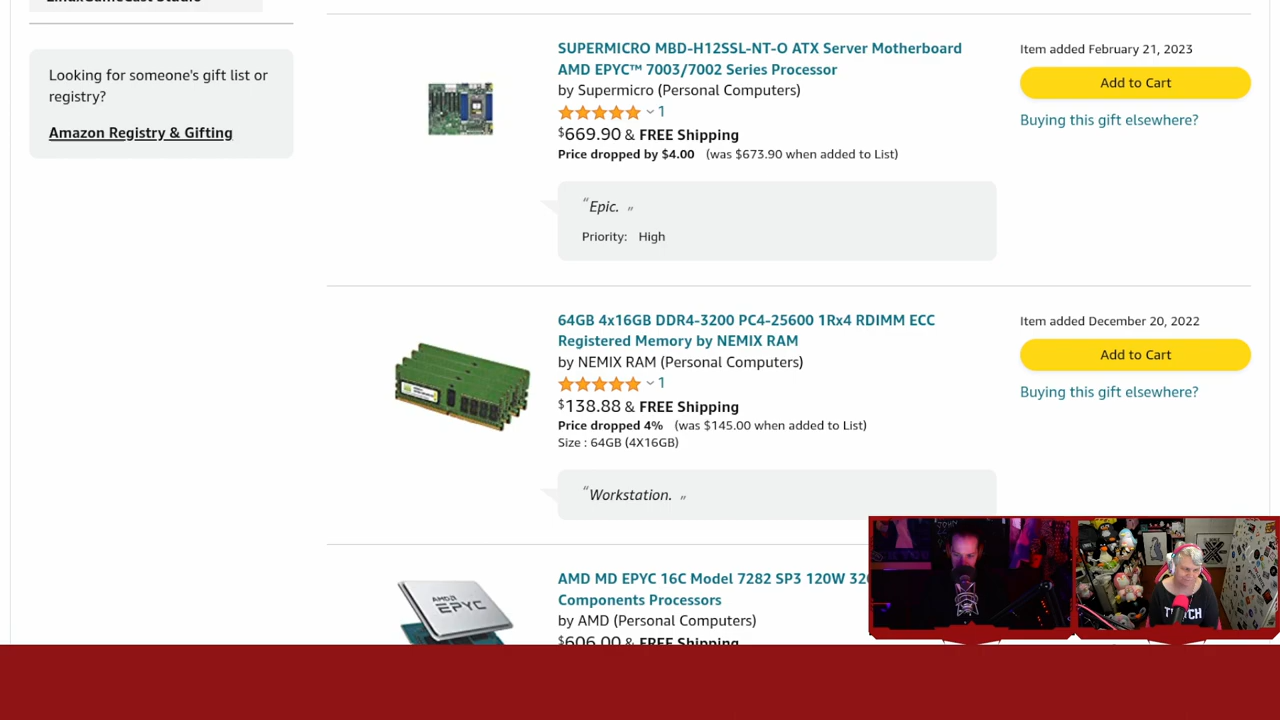 LinuxGameCast Studio
Looking for someone's gift list or
registry?
Amazon Registry & Gifting
SUPERMICRO MBD-H12SSL-NT-O ATX Server Motherboard
AMD EPYC™ 7003/7002 Series Processor
by Supermicro (Personal Computers)
1
$669.90 & FREE Shipping
Price dropped by $4.00 (was $673.90 when added to List)
“Epic. ”
Priority: High
Item added February 21, 2023
Add to Cart
Buying this gift elsewhere?
64GB 4x16GB DDR4-3200 PC4-25600 1Rx4 RDIMM ECC
Registered Memory by NEMIX RAM
by NEMIX RAM (Personal Computers)
1
$138.88 & FREE Shipping
Price dropped 4% (was $145.00 when added to List)
Size : 64GB (4X16GB)
“Workstation. ”
Item added December 20, 2022
Add to Cart
Buying this gift elsewhere?
AMD EPYC
AMD MD EPYC 16C Model 7282 SP3 120W
Components Processors
by AMD (Personal Computers)
$606.00 & FREE Shipping